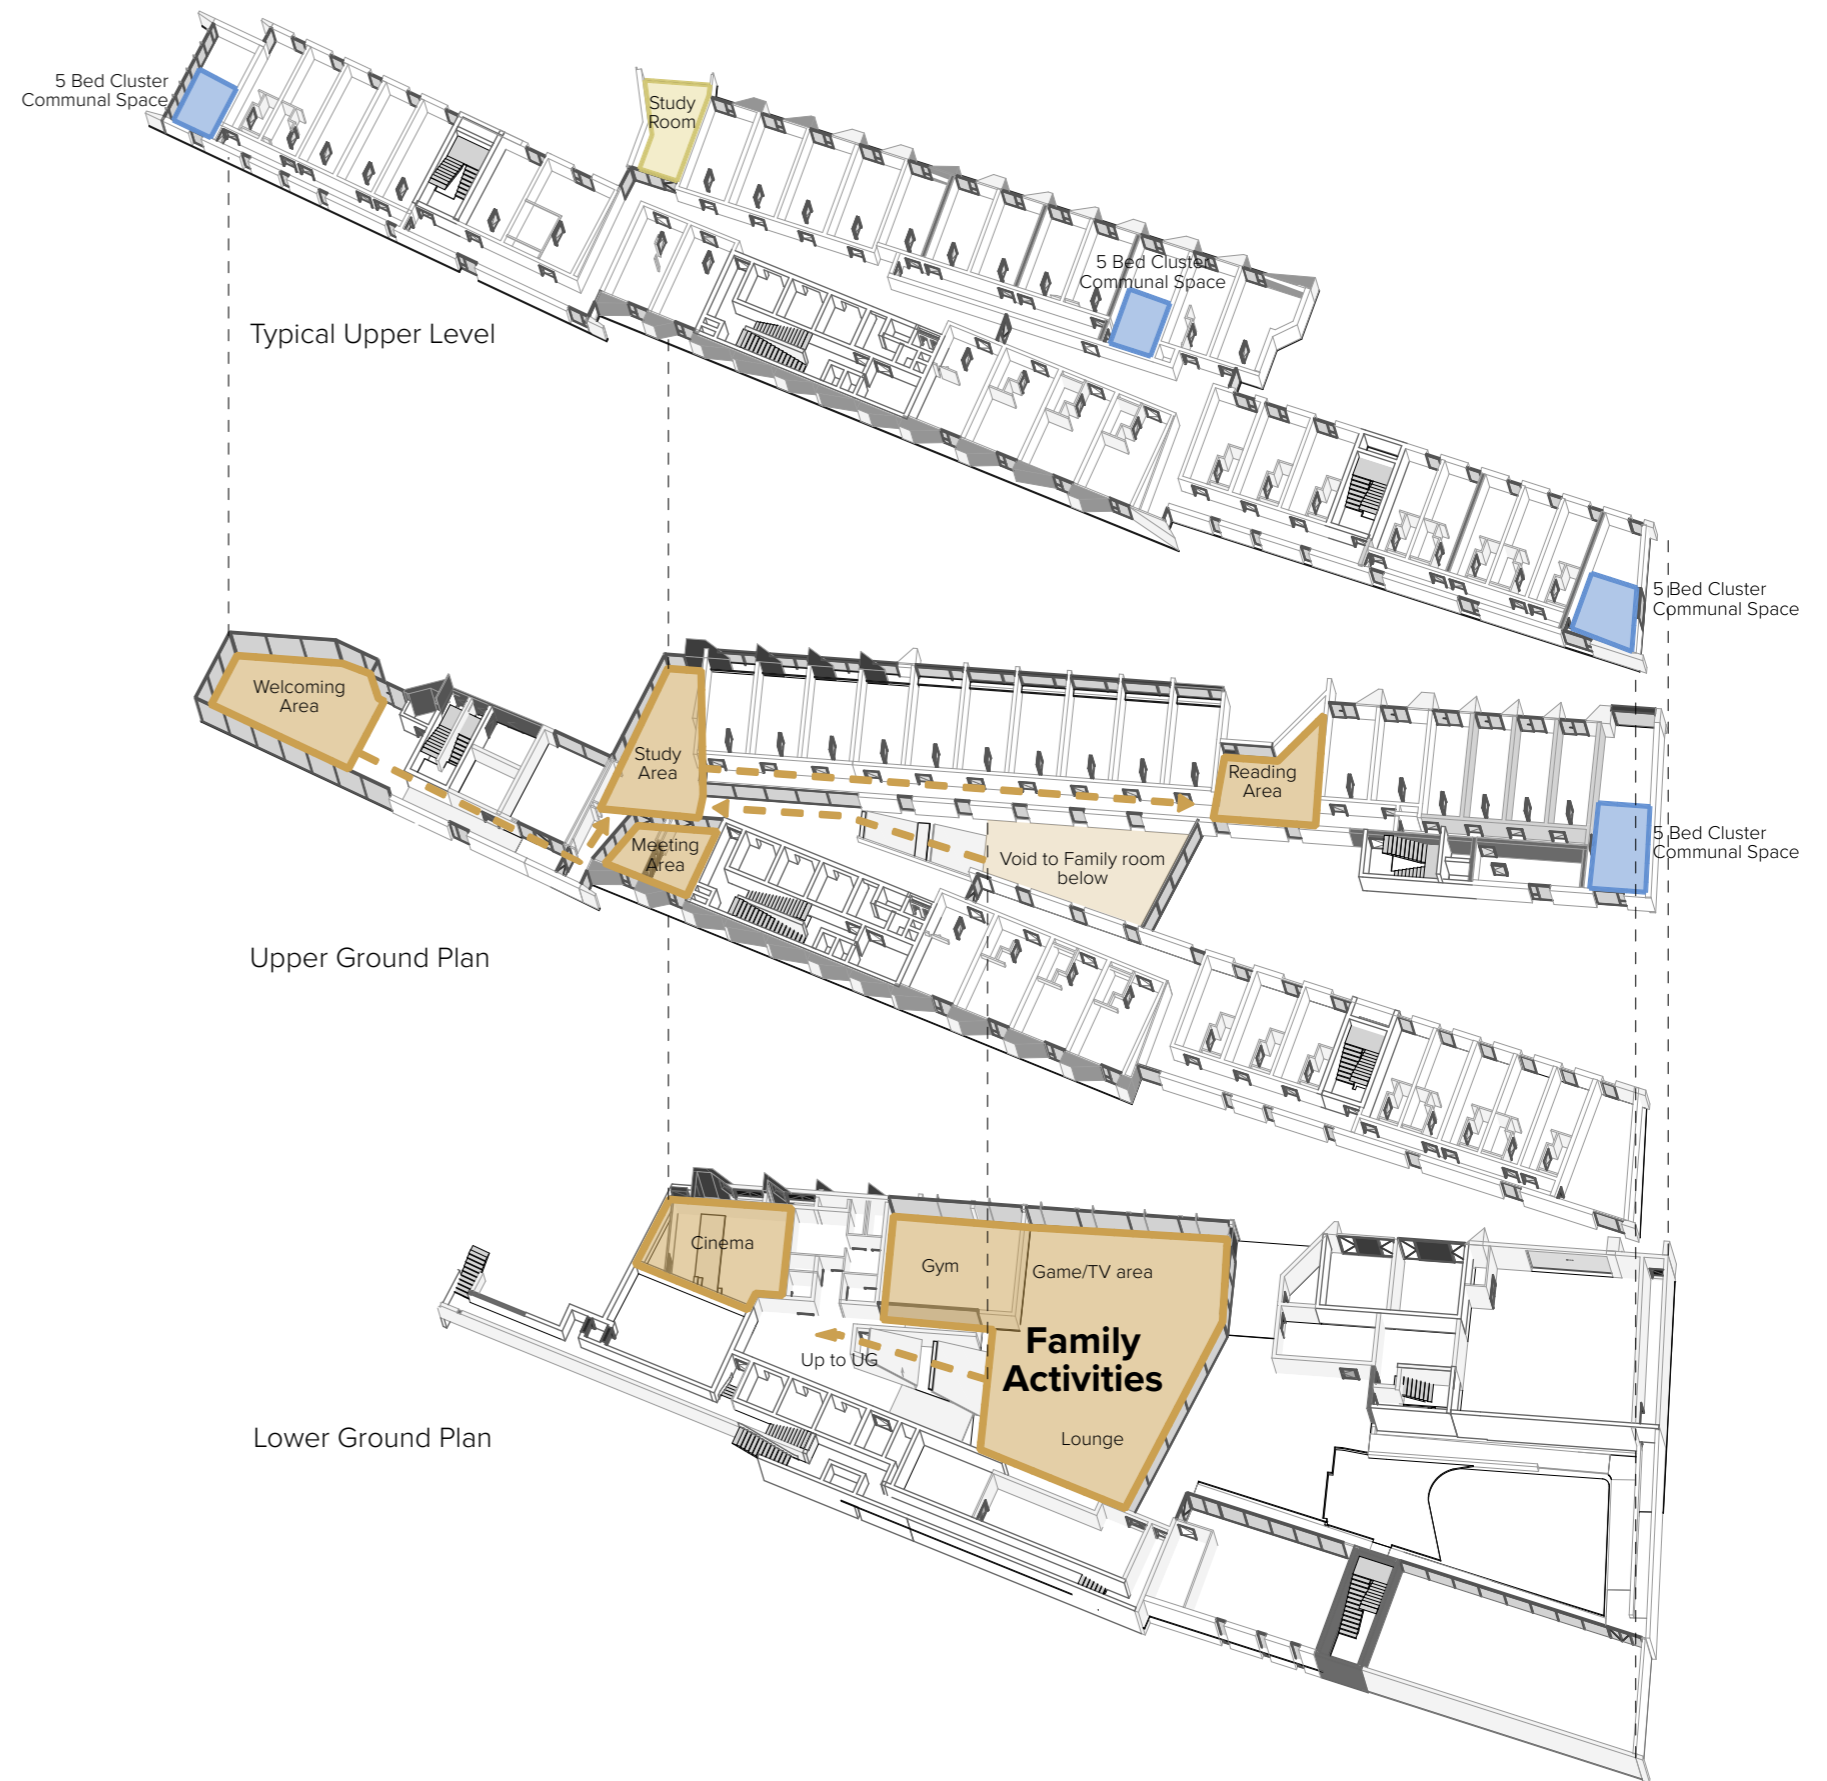 5 Bed Cluster
Communal Space
Study
Room
5 Bed Cluster
Communal Space
Typical Upper Level
5 Bed Cluster
Communal Space
Welcoming
Area
Study
Area
Reading
Area
Meeting
Area
Void to Family room
below
5 Bed Cluster
Communal Space
Upper Ground Plan
Cinema
Gym
Game/TV area
Family
Activities
Up to UG
Lounge
Lower Ground Plan